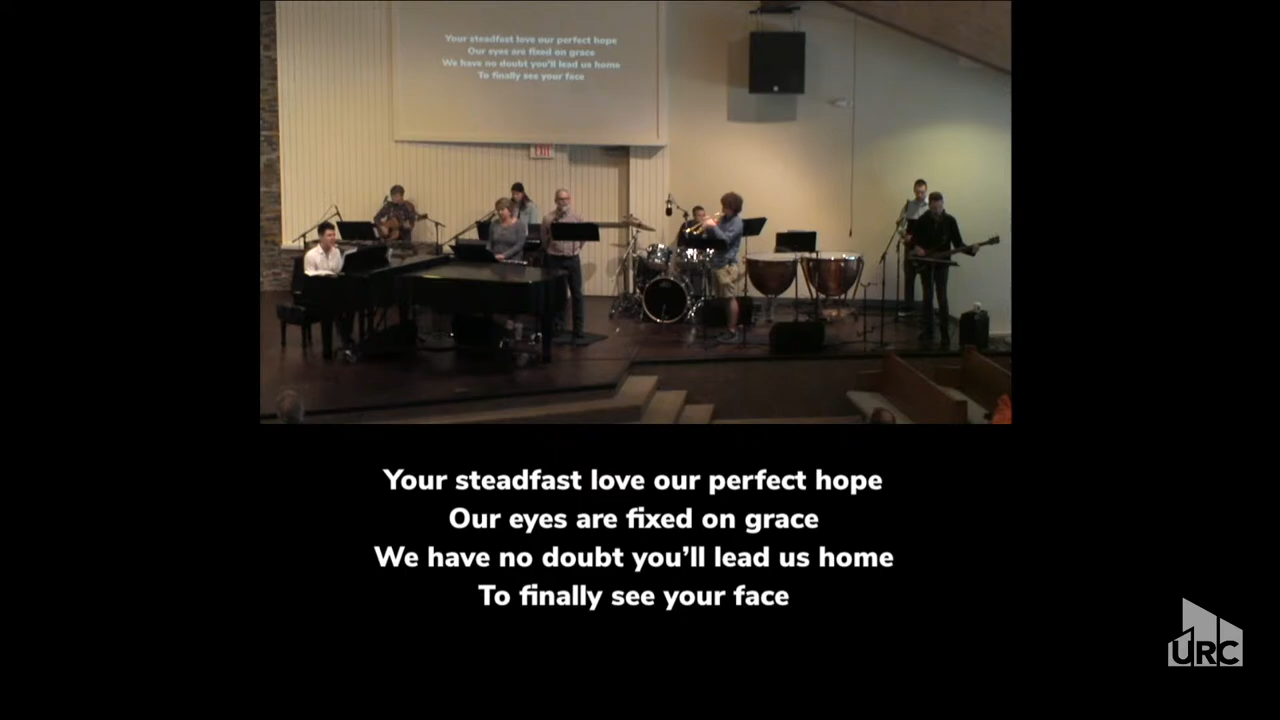 Your steadfast love our perfect hope
Our eyes are fixed on grace
We have no doubt you'll lead us home
To finally see your face
EXIT
Your steadfast love our perfect hope
Our eyes are fixed on grace
We have no doubt you’ll lead us home
To finally see your face
URC